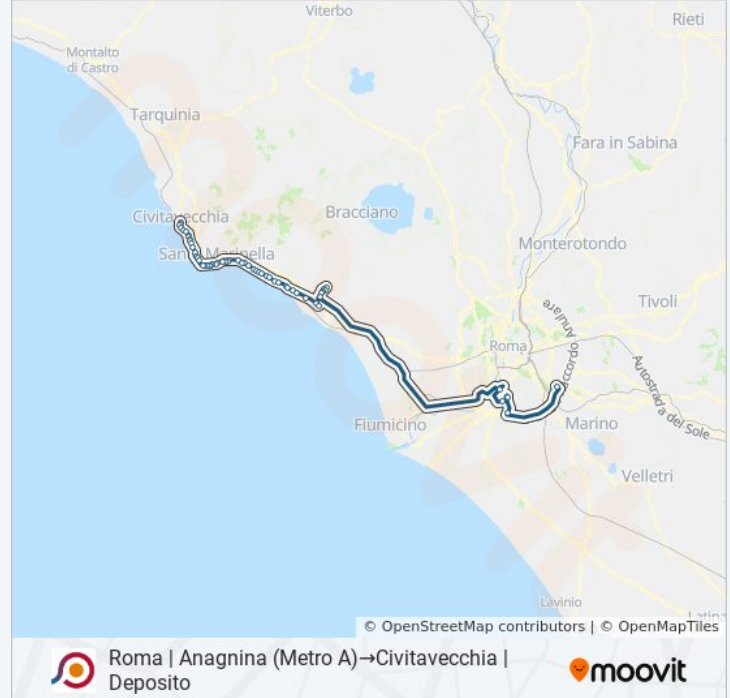 Viterbo
Rieti
Montalto
di Castro
Tarquinia
Fara in Sabina
Civitavecchia
Bracciano
Santa Marinella
Monterotondo
Tivoli
Roma
Raccordo Anulare
Autostrada del Sole
Fiumicino
Marino
Velletri
Lavinio
Latina
© OpenStreetMap contributors | © OpenMapTiles
Roma | Anagnina (Metro A)→Civitavecchia |
Deposito
moovit